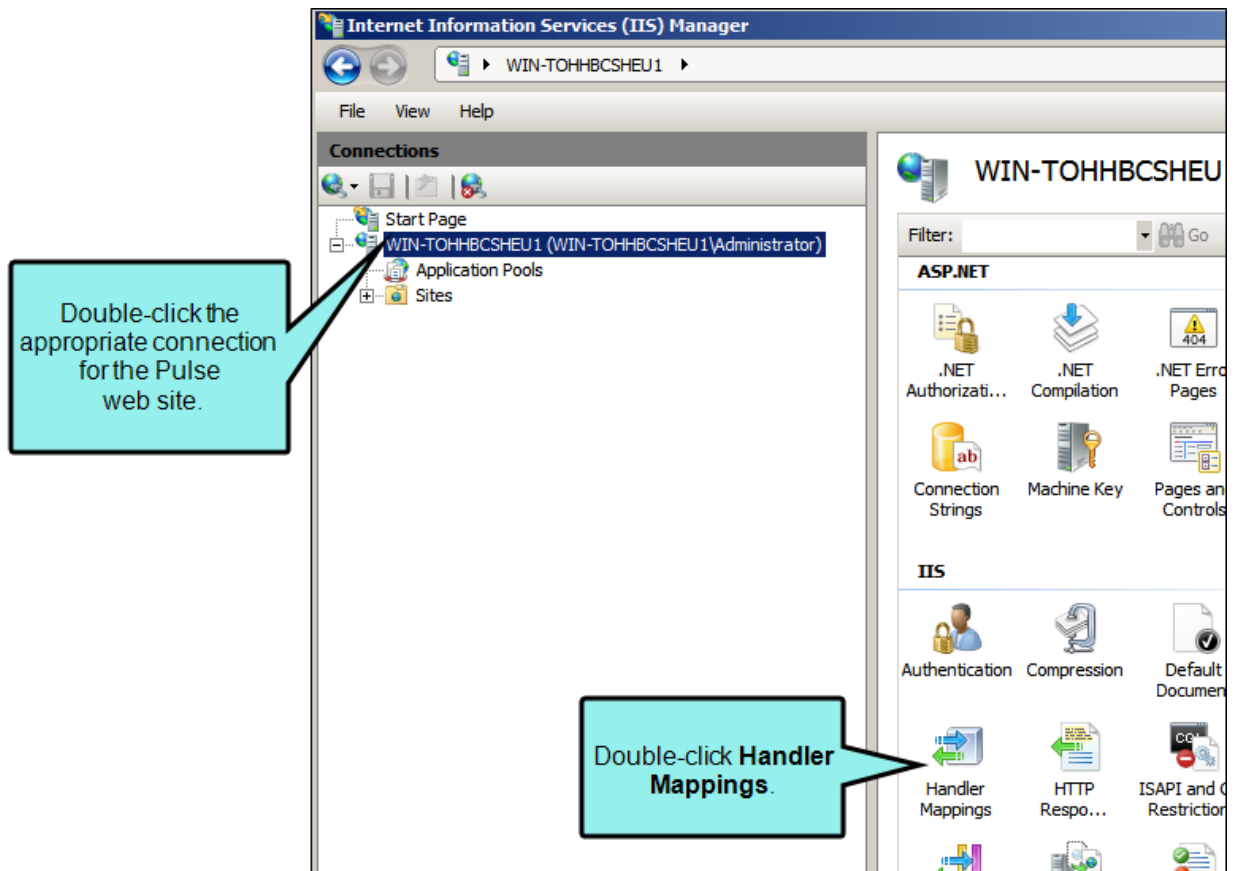 Internet Information Services (IIS) Manager
WIN-TOHHBCSHEU1
File View Help
Connections
Start Page
WIN-TOHHBCSHEU1 (WIN-TOHHBCSHEU1\Administrator)
Application Pools
Sites
Double-click the
appropriate connection
for the Pulse
web site.
WIN-TOHHBCSHEU
Filter: Go
ASP.NET
404
.NET
Authorizati...
.NET
Compilation
.NET Erro
Pages
ab
Connection
Strings
Machine Key
Pages an
Controls
IIS
Authentication
Compression
Default
Documen
Double-click Handler
Mappings.
Handler
Mappings
HTTP
Respo...
ISAPI and C
Restriction